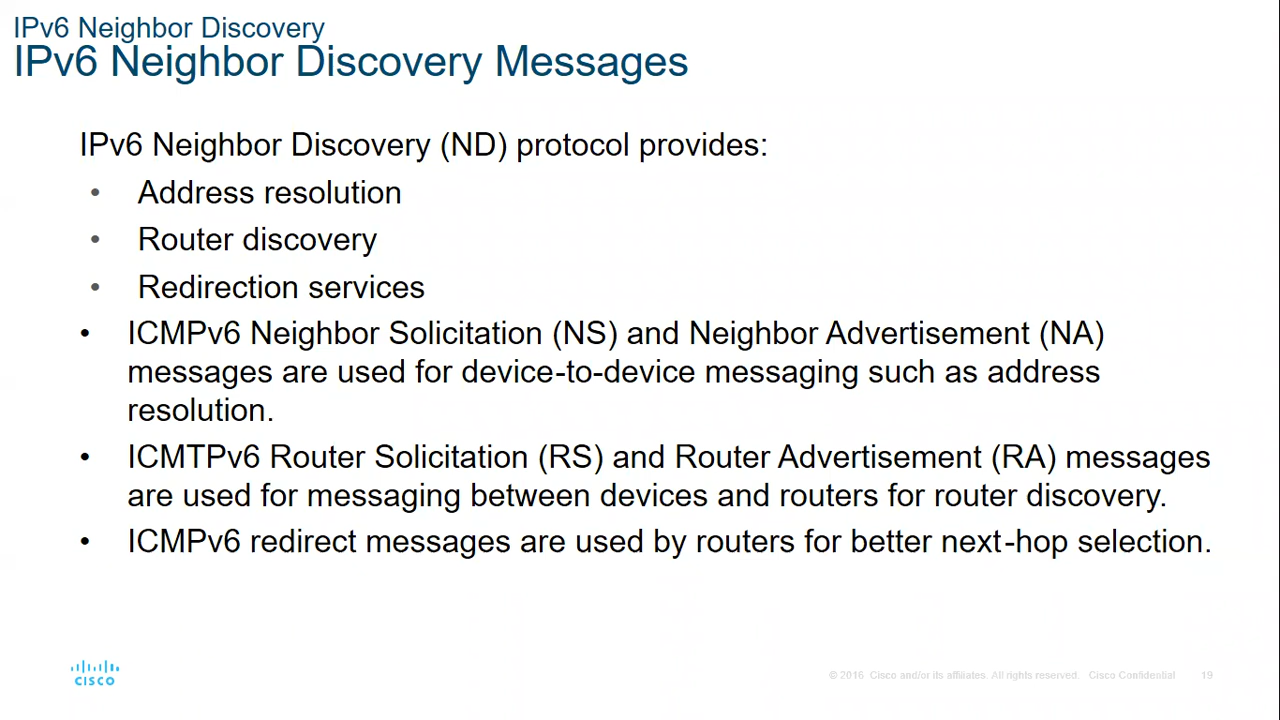 IPv6 Neighbor Discovery
IPv6 Neighbor Discovery Messages
IPv6 Neighbor Discovery (ND) protocol provides:
• Address resolution
• Router discovery
• Redirection services
• ICMPv6 Neighbor Solicitation (NS) and Neighbor Advertisement (NA)
messages are used for device-to-device messaging such as address
resolution.
• ICMTPv6 Router Solicitation (RS) and Router Advertisement (RA) messages
are used for messaging between devices and routers for router discovery.
• ICMPv6 redirect messages are used by routers for better next-hop selection.
CISCO
© 2016 Cisco and/or its affiliates. All rights reserved. Cisco Confidential 19